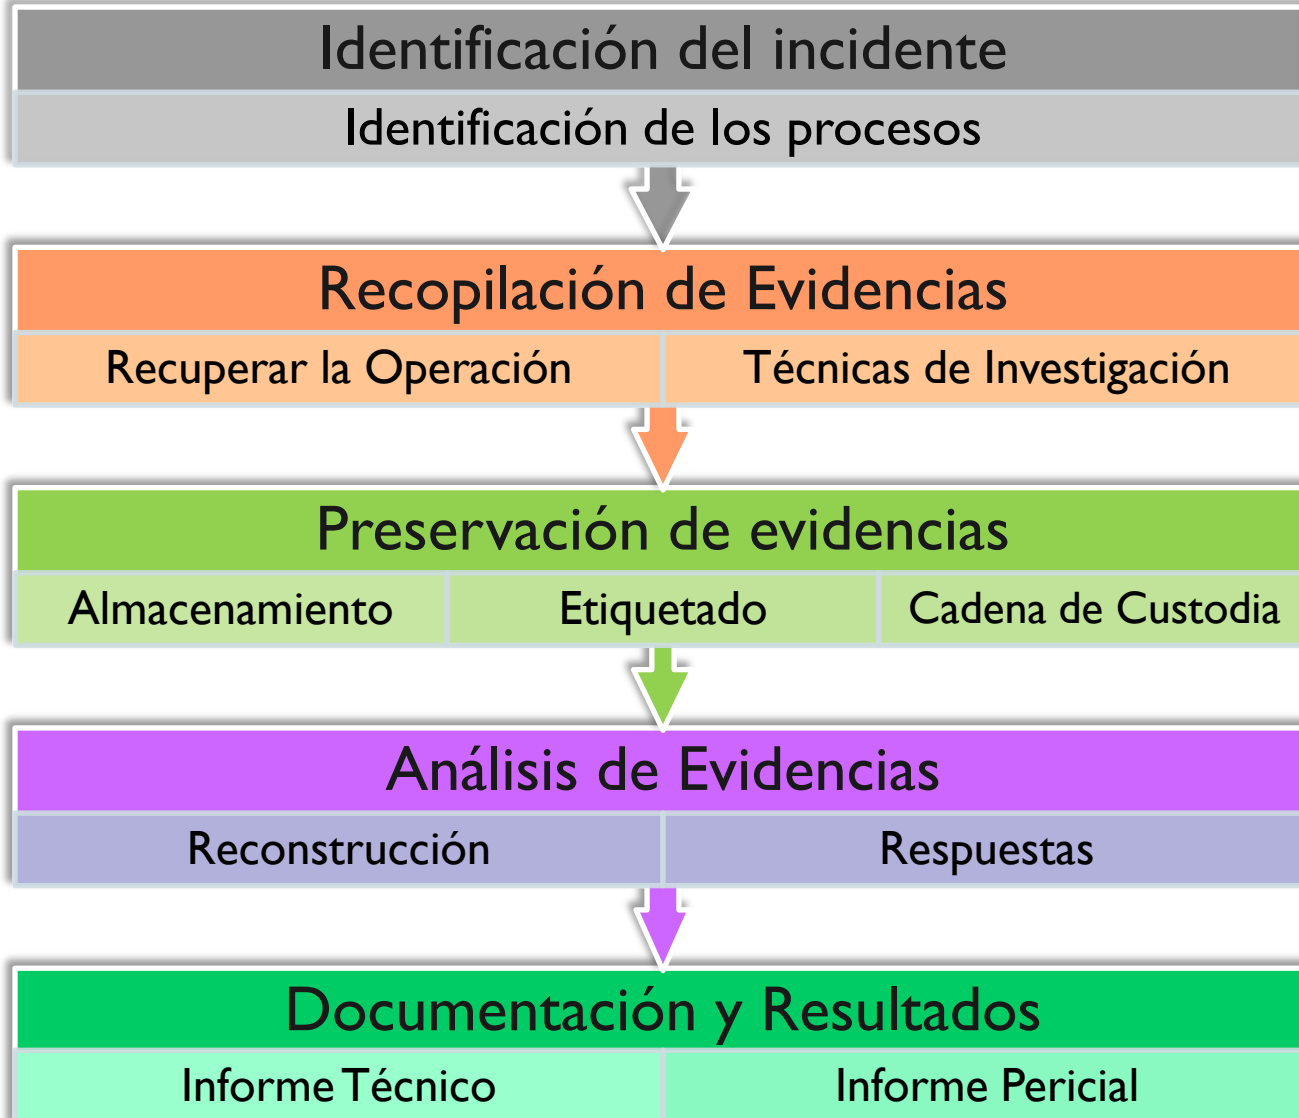 Identificación del incidente
Identificación de los procesos
Recopilación de Evidencias
Recuperar la Operación
Técnicas de Investigación
Preservación de evidencias
Almacenamiento
Etiquetado
Cadena de Custodia
Análisis de Evidencias
Reconstrucción
Respuestas
Documentación y Resultados
Informe Técnico
Informe Pericial